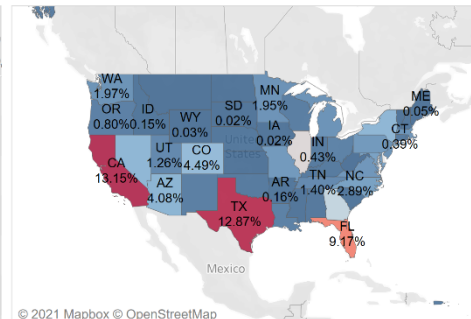 WA
1.97%
OR
0.80%
ID
0.15%
WY
0.03%
SD
0.02%
MN
1.95%
IA
0.02%
ME
0.05%
CT
0.39%
IN
0.43%
UT
1.26%
CO
4.49%
United
States
CA
13.15%
AZ
4.08%
AR
0.16%
TN
1.40%
NC
2.89%
TX
12.87%
FL
9.17%
Mexico
© 2021 Mapbox © OpenStreetMap